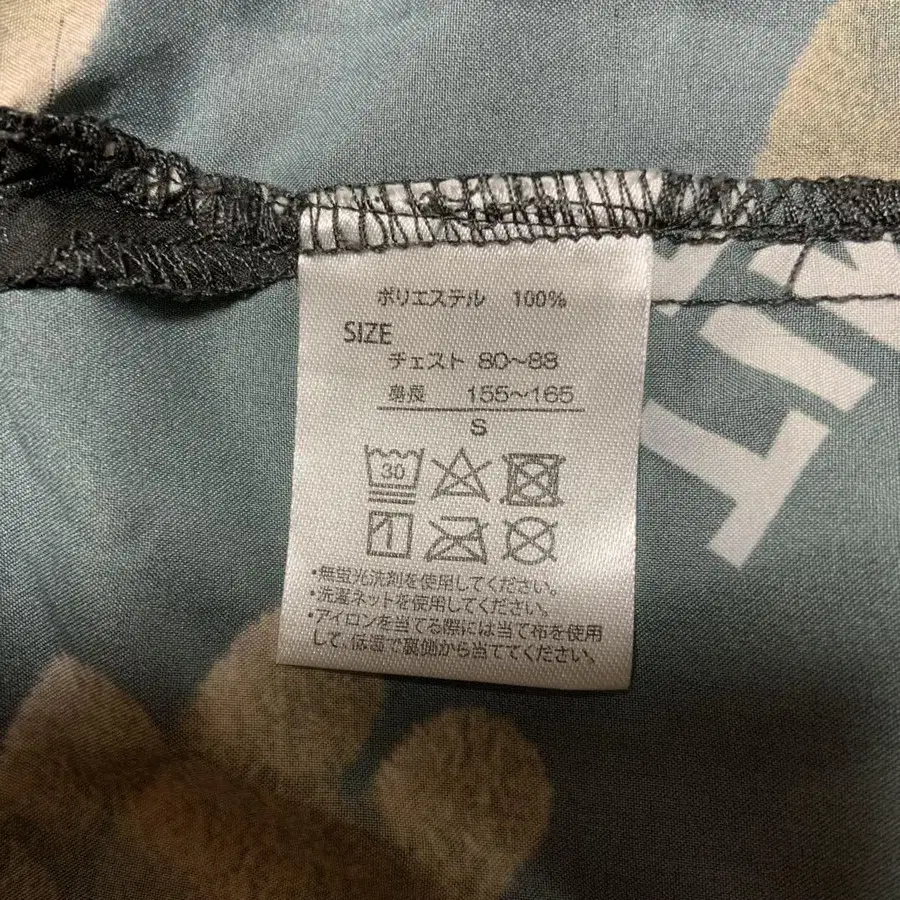 ポリエステル 100%
SIZE
チェスト 80~88
身長 155~165
S
30
・無蛍光洗剤を使用してください。
・洗濯ネットを使用してください。
・アイロンを当てる際には当て布を使用
して、低温で裏側から当ててください。